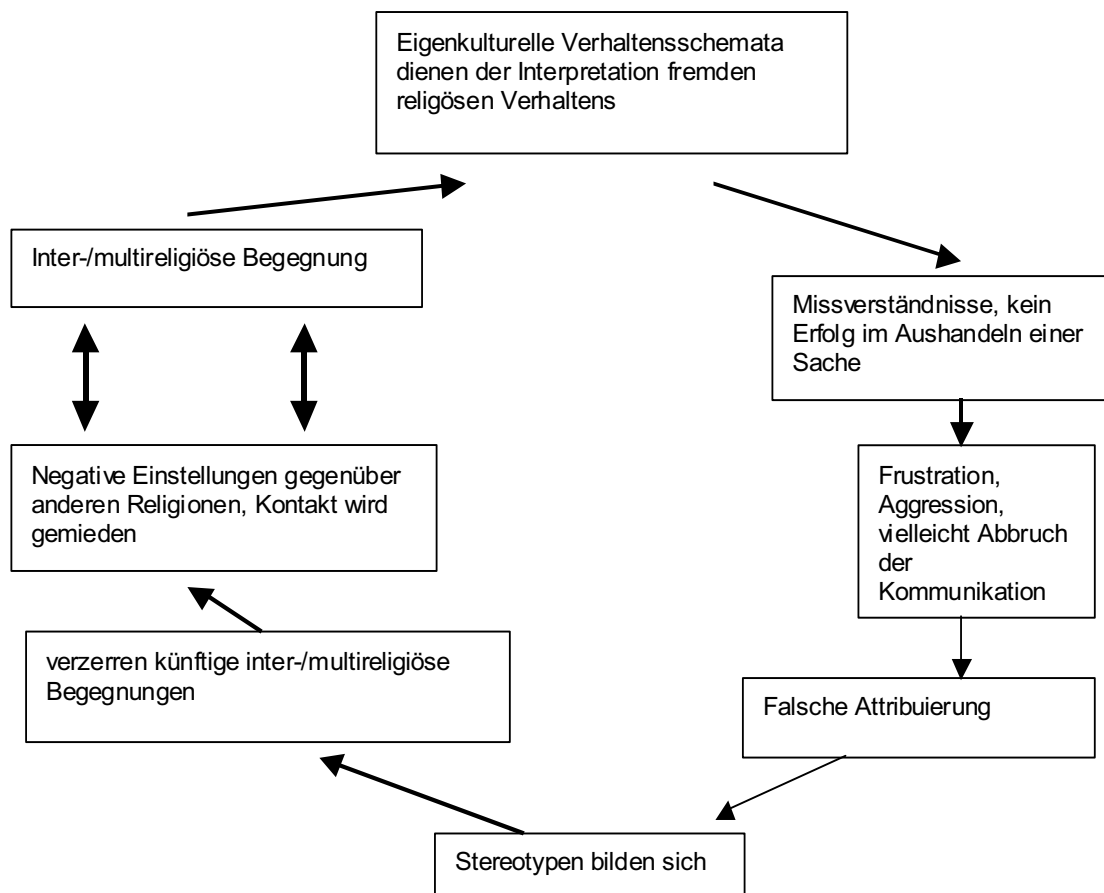 Eigenkulturelle Verhaltensschemata
dienen der Interpretation fremden
religösen Verhaltens
Inter-/multireligiöse Begegnung
Missverständnisse, kein
Erfolg im Aushandeln einer
Sache
Negative Einstellungen gegenüber
anderen Religionen, Kontakt wird
gemieden
Frustration,
Aggression,
vielleicht Abbruch
der
Kommunikation
verzerren künftige inter-/multireligiöse
Begegnungen
Falsche Attribuierung
Stereotypen bilden sich